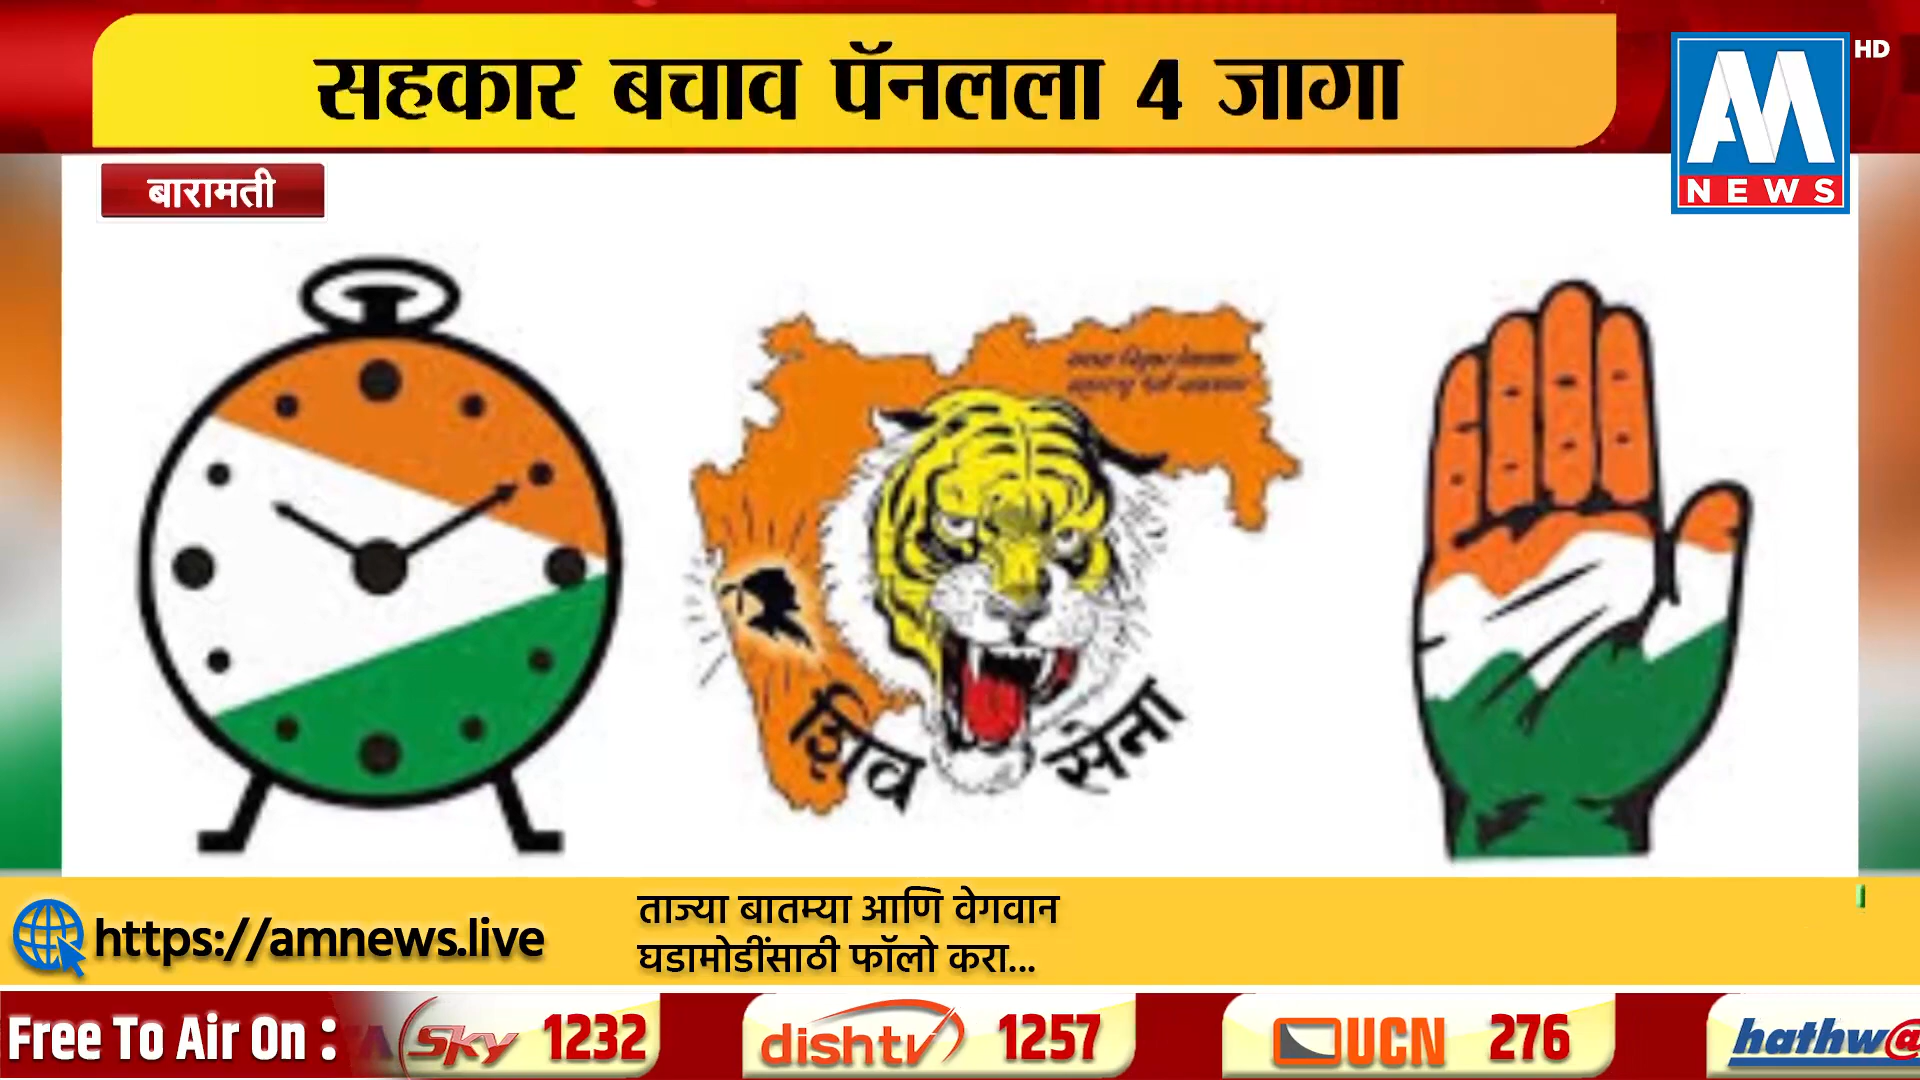 सहकार बचाव पॅनलला 4 जागा
HD
AM
NEWS
बारामती
शिव सेना
https://amnews.live
ताज्या बातम्या आणि वेगवान
घडामोडींसाठी फॉलो करा...
Free To Air On :
Sky 1232
dishtv 1257
UCN 276
hathw@